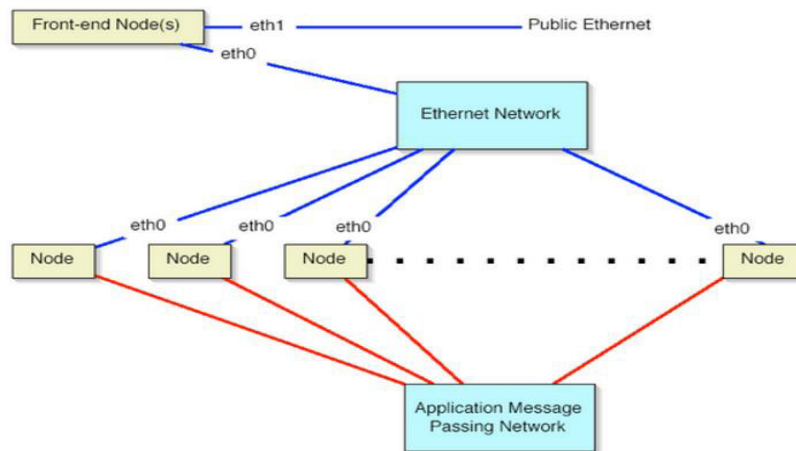 Front-end Node(s)
eth1
Public Ethernet
eth0
Ethernet Network
eth0
eth0
eth0
eth0
Node
Node
Node
Node
Application Message
Passing Network